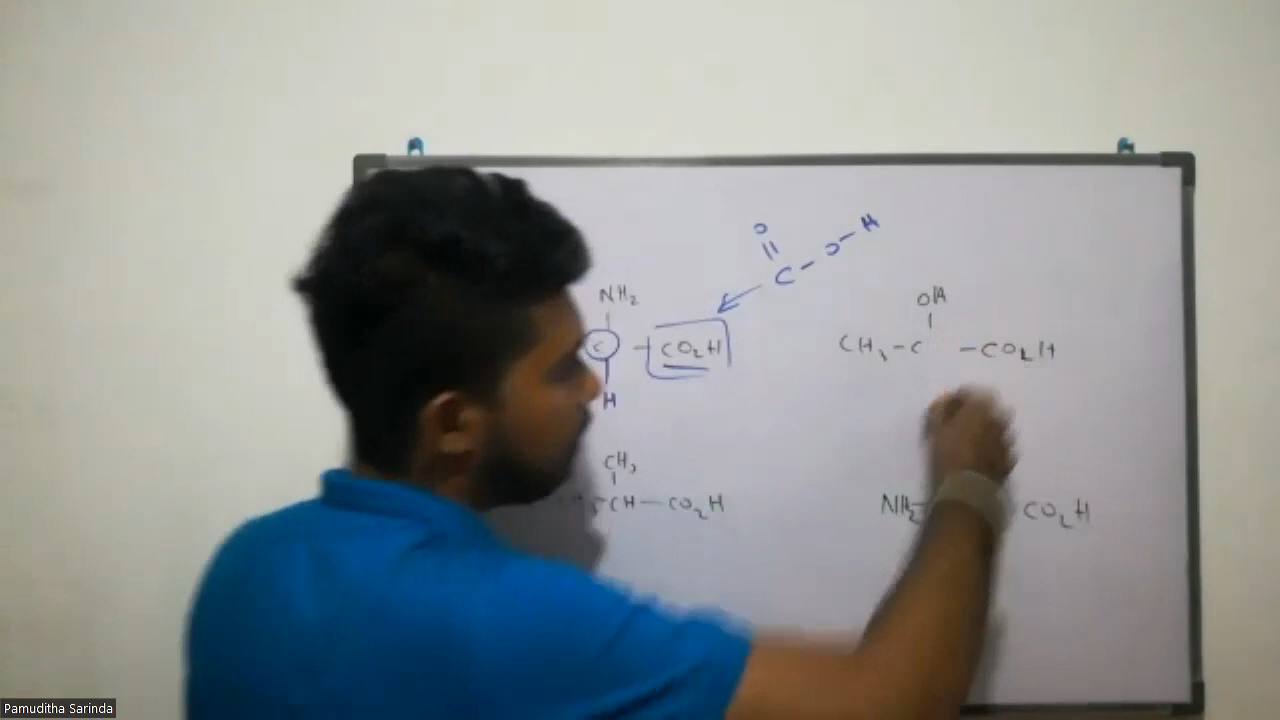 O
||
C - O - H
NH₂
|
C - CO₂H
|
H
OH
|
CH₃ - C - CO₂H
CH₃
|
CH - CO₂H
NH₂ CO₂H
Pamuditha Sarinda